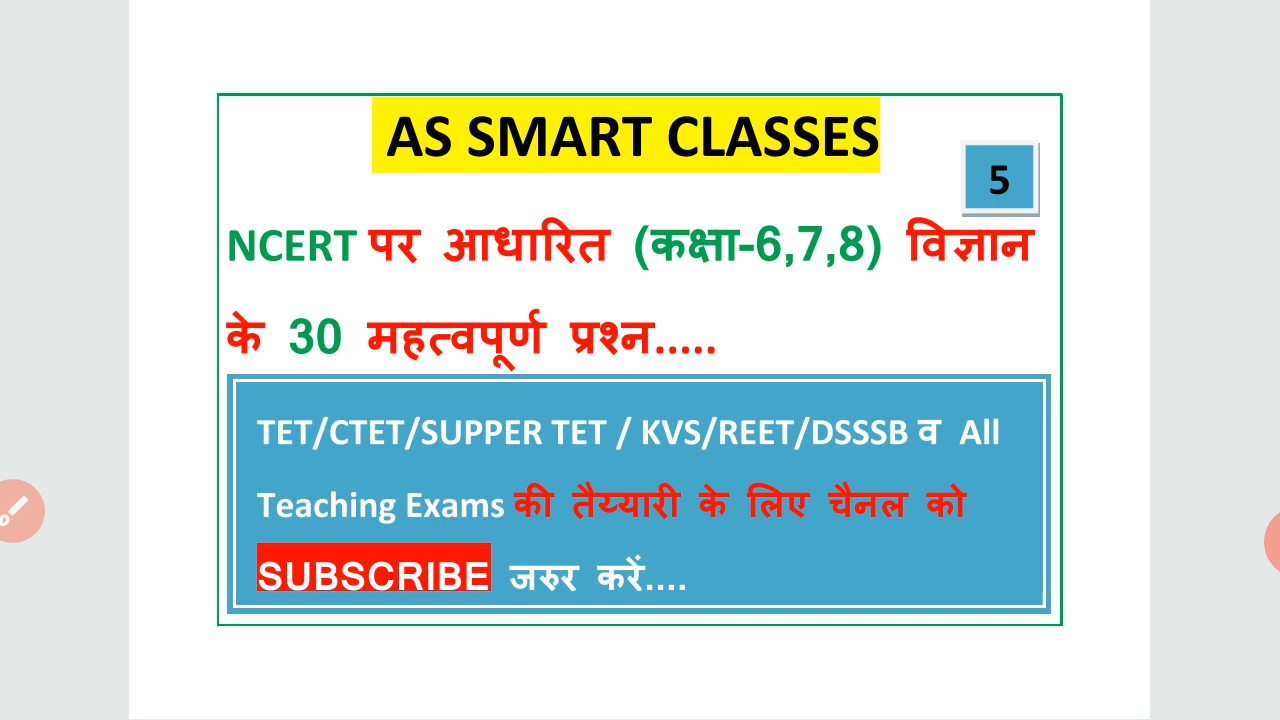 AS SMART CLASSES
5
NCERT पर आधारित (कक्षा-6,7,8) विज्ञान
के 30 महत्वपूर्ण प्रश्न.....
TET/CTET/SUPPER TET / KVS/REET/DSSSB व All
Teaching Exams की तैय्यारी के लिए चैनल को
SUBSCRIBE जरुर करें....